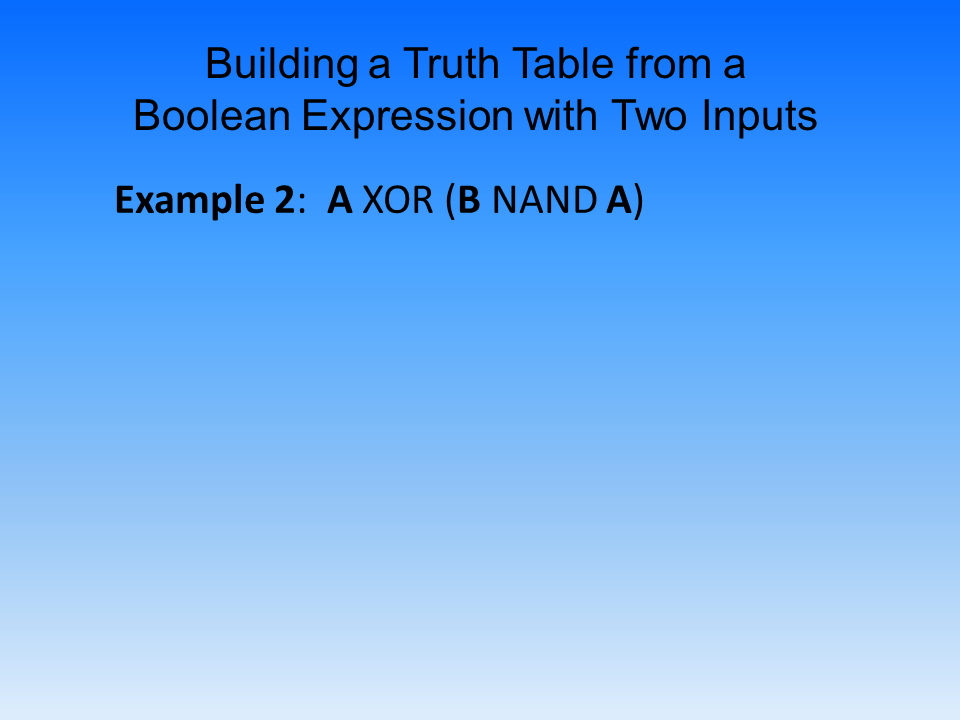 Building a Truth Table from a
Boolean Expression with Two Inputs
Example 2: A XOR (B NAND A)